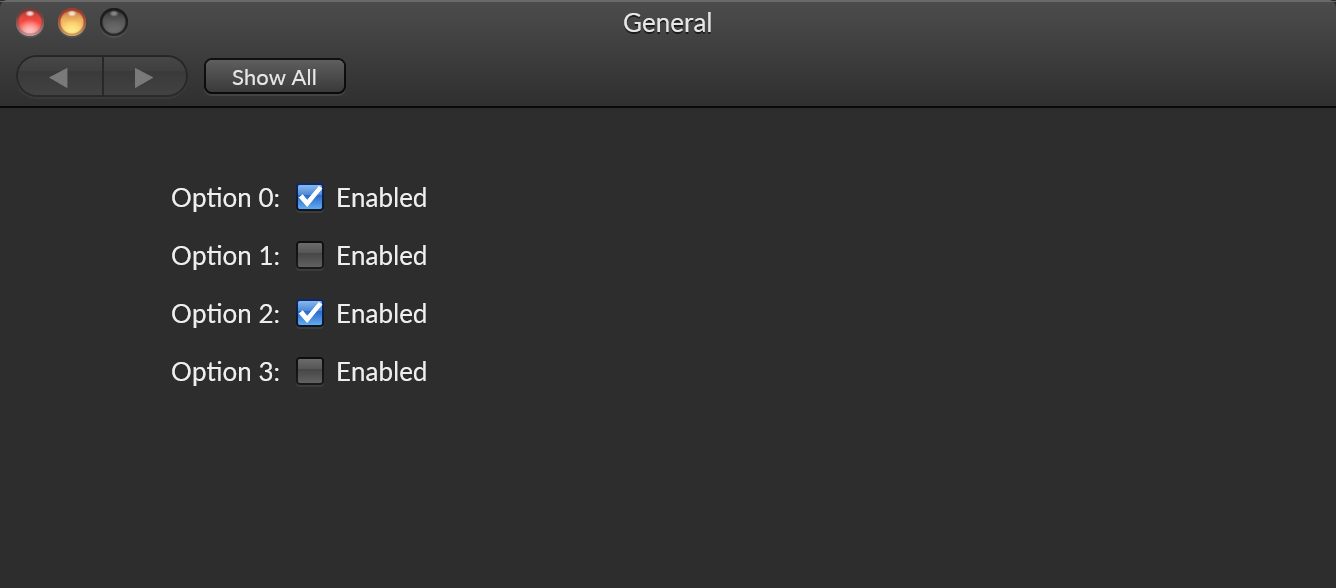 General
Show All
Option 0: Enabled
Option 1: Enabled
Option 2: Enabled
Option 3: Enabled